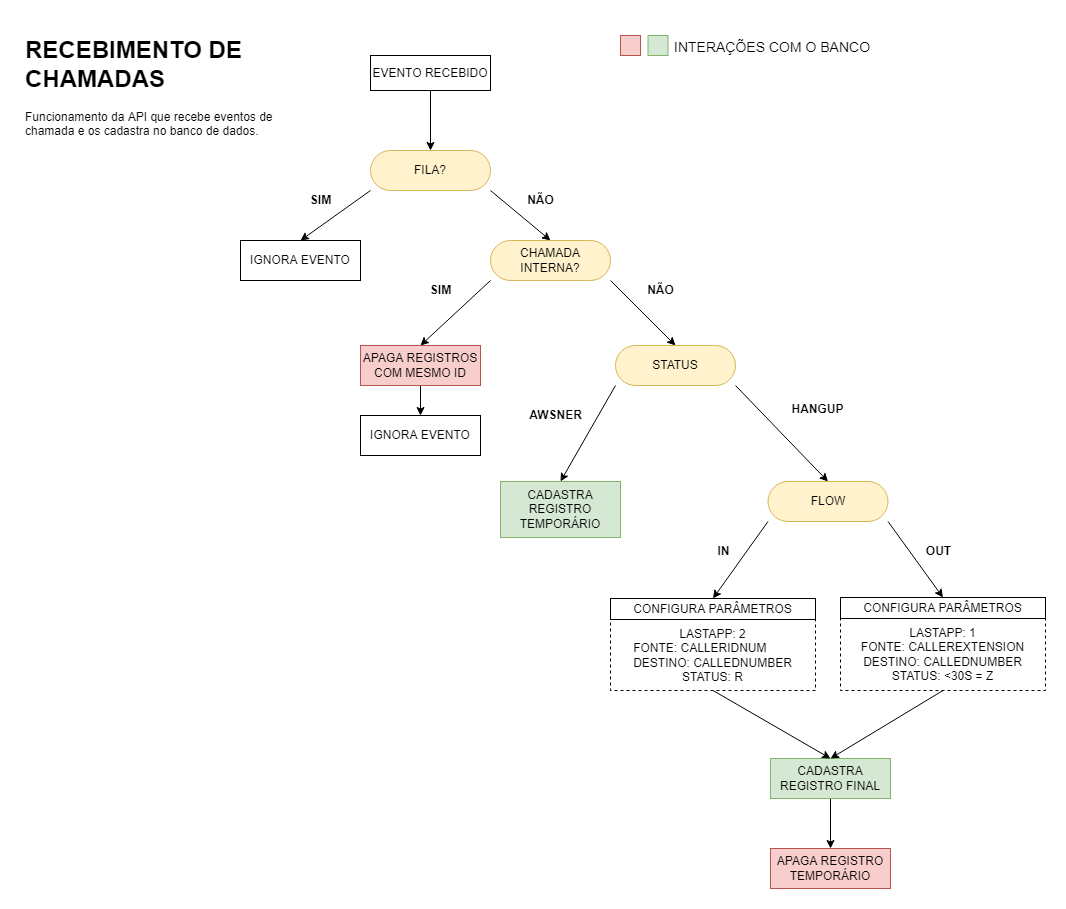 RECEBIMENTO DE
CHAMADAS
Funcionamento da API que recebe eventos de
chamada e os cadastra no banco de dados.
INTERAÇÕES COM O BANCO
EVENTO RECEBIDO
FILA?
SIM
NÃO
IGNORA EVENTO
CHAMADA
INTERNA?
SIM
NÃO
APAGA REGISTROS
COM MESMO ID
IGNORA EVENTO
STATUS
AWSNER
HANGUP
CADASTRA
REGISTRO
TEMPORÁRIO
FLOW
IN
OUT
CONFIGURA PARÂMETROS
LASTAPP: 2
FONTE: CALLERIDNUM
DESTINO: CALLEDNUMBER
STATUS: R
CONFIGURA PARÂMETROS
LASTAPP: 1
FONTE: CALLEREXTENSION
DESTINO: CALLEDNUMBER
STATUS: <30S = Z
CADASTRA
REGISTRO FINAL
APAGA REGISTRO
TEMPORÁRIO